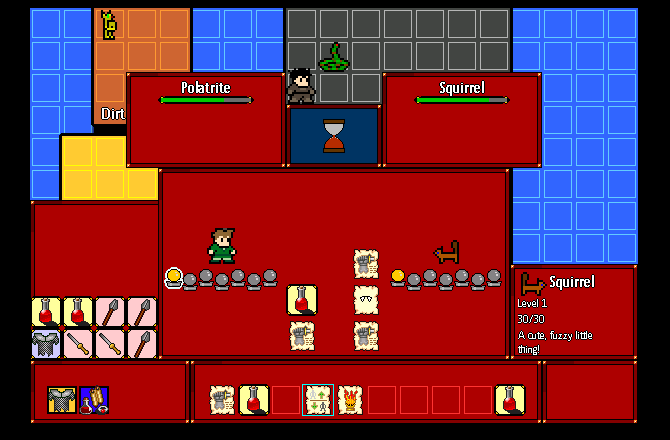 Polatrite
Squirrel
Dirt
Squirrel
Level 1
30/30
A cute, fuzzy little
thing!